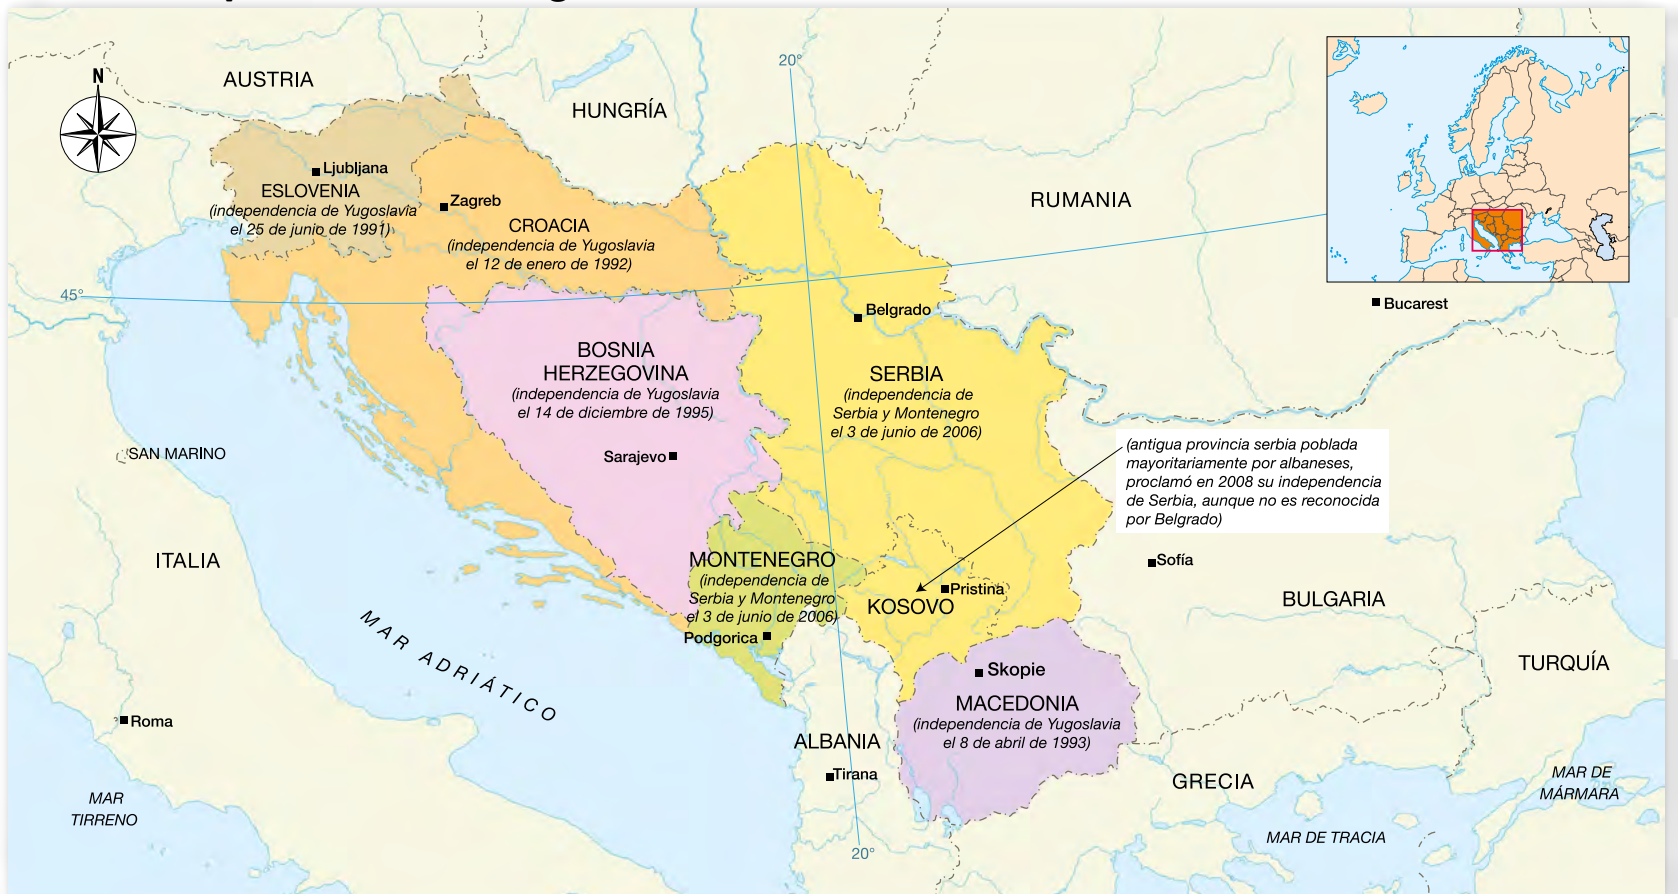 N
AUSTRIA
HUNGRÍA
20°
RUMANIA
Ljubljana
ESLOVENIA
(independencia de Yugoslavia
el 25 de junio de 1991)
Zagreb
CROACIA
(independencia de Yugoslavia
el 12 de enero de 1992)
45°
Belgrado
Bucarest
BOSNIA
HERZEGOVINA
(independencia de Yugoslavia
el 14 de diciembre de 1995)
Sarajevo
SERBIA
(independencia de
Serbia y Montenegro
el 3 de junio de 2006)
(antigua provincia serbia poblada
mayoritariamente por albaneses,
proclamó en 2008 su independencia
de Serbia, aunque no es reconocida
por Belgrado)
SAN MARINO
ITALIA
MONTENEGRO
(independencia de
Serbia y Montenegro
el 3 de junio de 2006)
Podgorica
Pristina
KOSOVO
Sofía
BULGARIA
MAR ADRIÁTICO
Skopie
MACEDONIA
(independencia de Yugoslavia
el 8 de abril de 1993)
TURQUÍA
Roma
ALBANIA
Tirana
GRECIA
MAR DE
MÁRMARA
MAR
TIRRENO
MAR DE TRACIA
20°